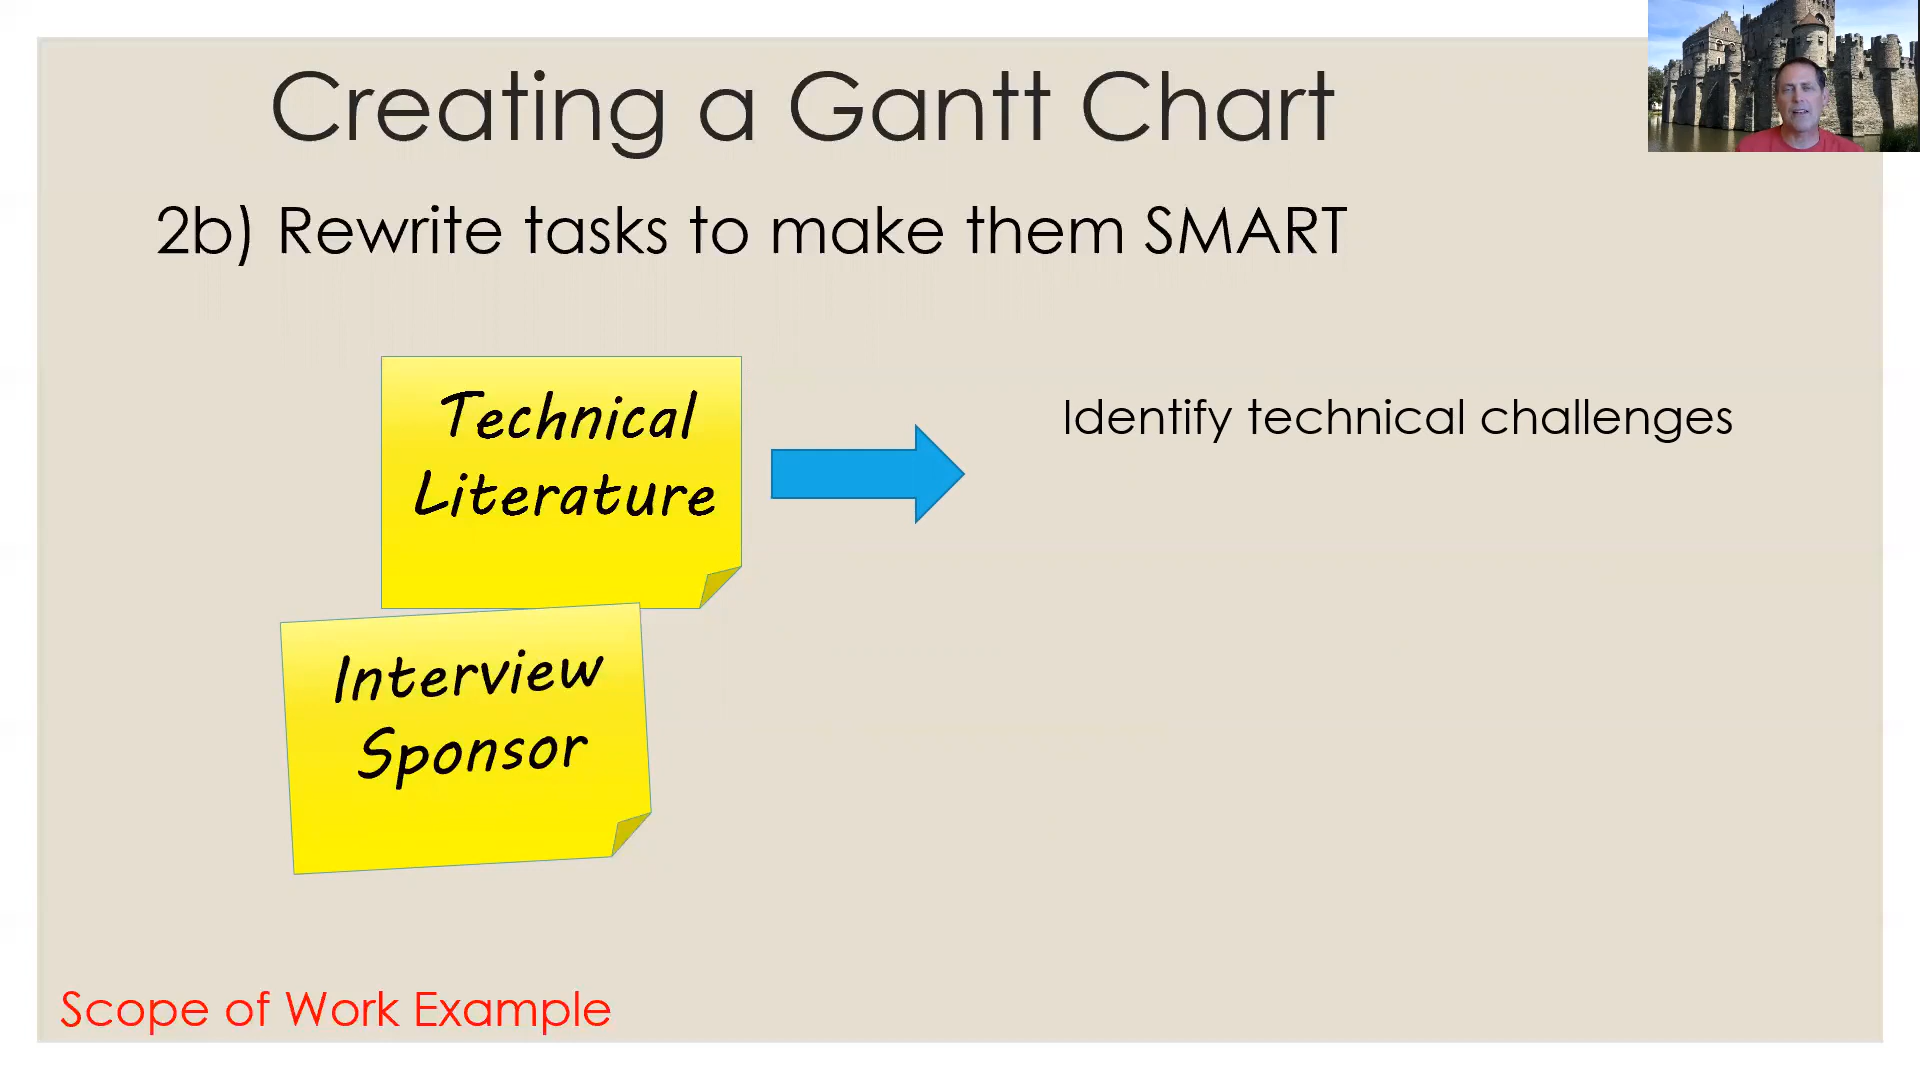 Creating a Gantt Chart
2b) Rewrite tasks to make them SMART
Technical
Literature
Identify technical challenges
Interview
Sponsor
Scope of Work Example